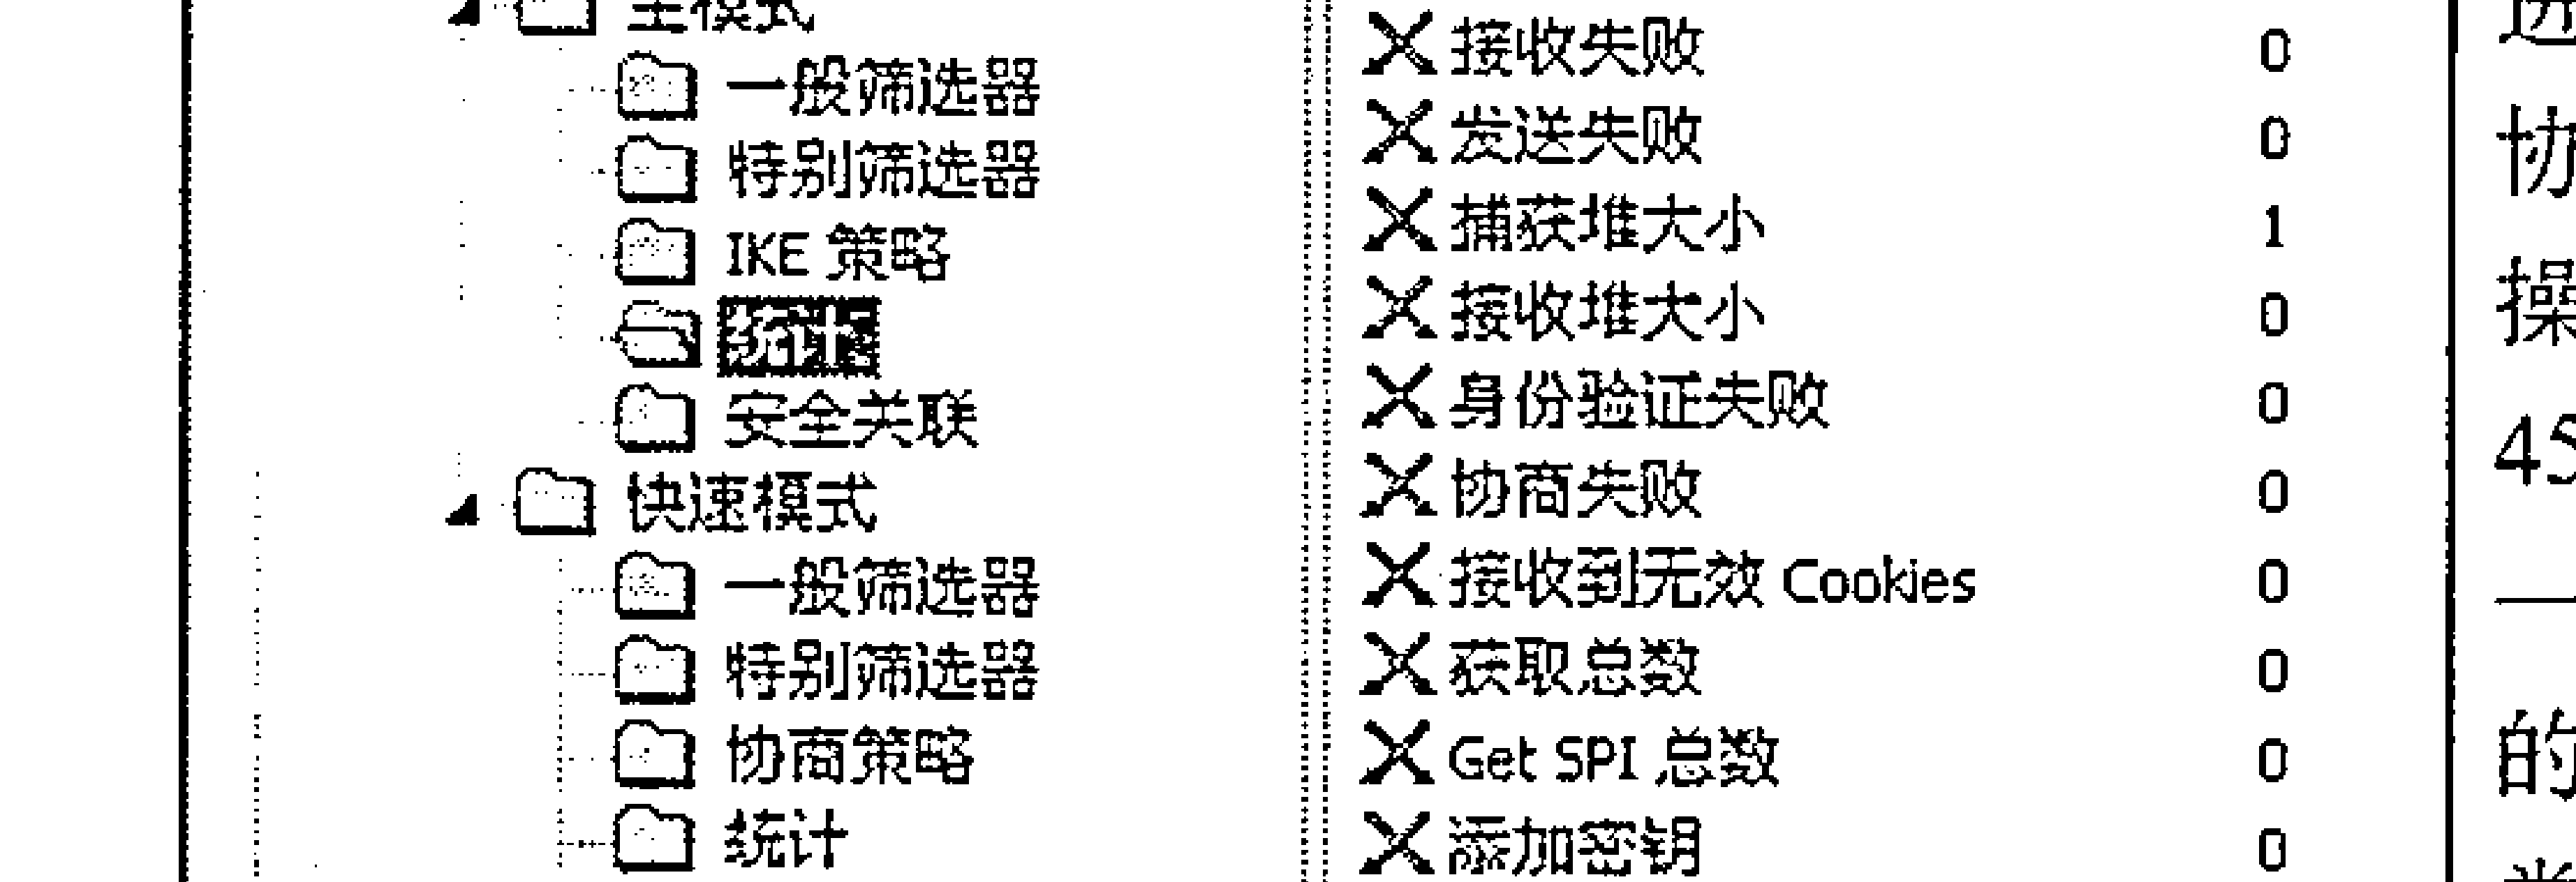 主模式
一般筛选器
特别筛选器
IKE 策略
统计
安全关联
快速模式
一般筛选器
特别筛选器
协商策略
统计
接收失败 0
发送失败 0
捕获堆大小 1
接收堆大小 0
身份验证失败 0
协商失败 0
接收到无效 Cookies 0
获取总数 0
Get SPI 总数 0
添加密钥 0
协
操
45
一
的